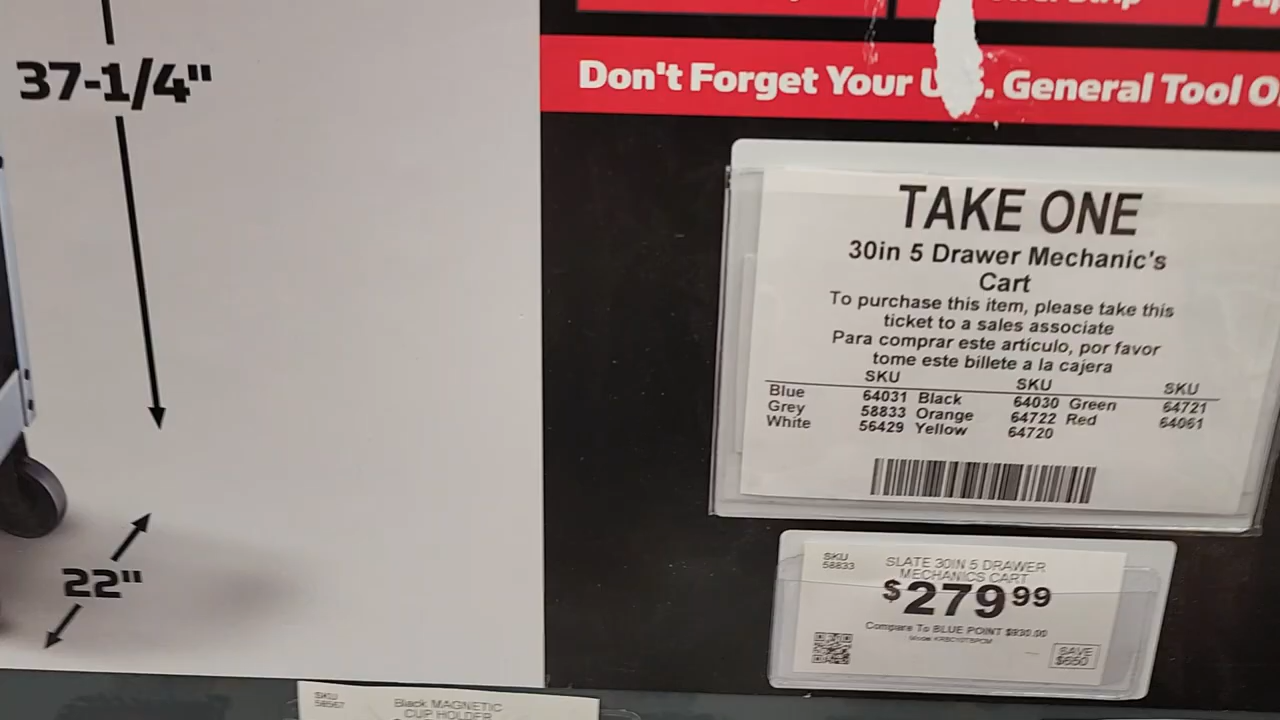 37-1/4"
22"
Don't Forget Your U.S. General Tool
TAKE ONE
30in 5 Drawer Mechanic's
Cart
To purchase this item, please take this
ticket to a sales associate
Para comprar este artículo, por favor
tome este billete a la cajera
SKU SKU SKU
Blue 64031 Black 64030 Green 64721
Grey 58833 Orange 64722 Red 64061
White 56429 Yellow 64720
SKU
58833
SLATE 30IN 5 DRAWER
MECHANICS CART
$279.99
Compare To BLUE POINT $930.00
SAVE
$650
SKU
58567
Black MAGNETIC
CUP HOLDER